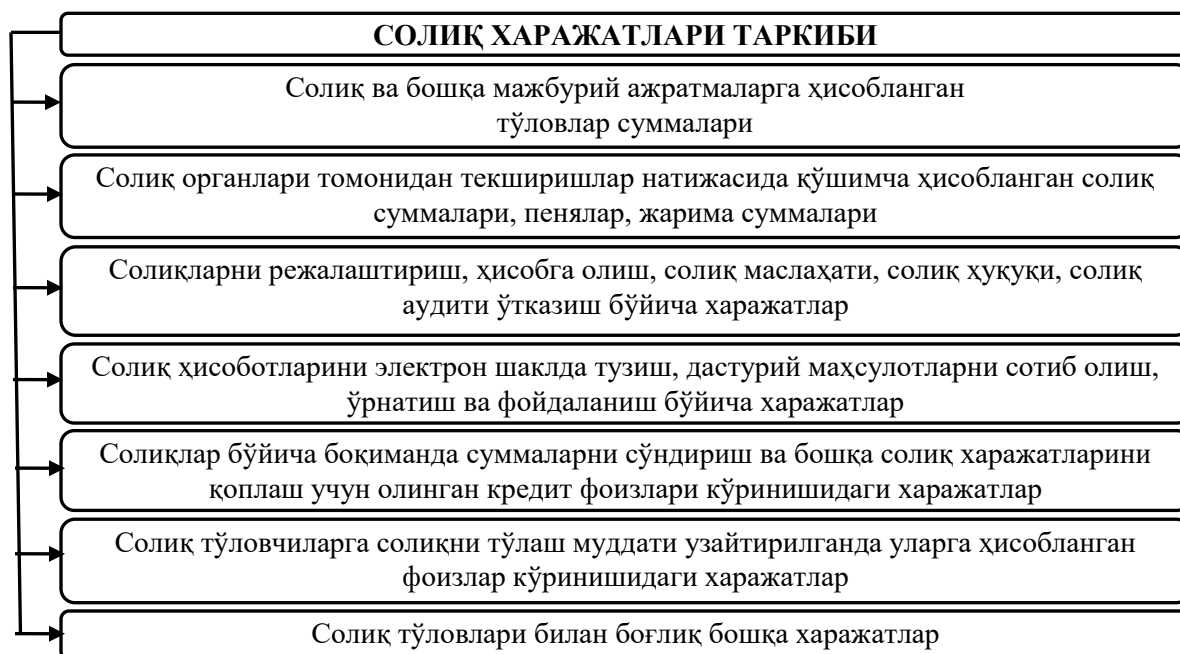 СОЛИҚ ХАРАЖАТЛАРИ ТАРКИБИ
Солиқ ва бошқа мажбурий ажратмаларга ҳисобланган
тўловлар суммалари
Солиқ органлари томонидан текширишлар натижасида қўшимча ҳисобланган солиқ
суммалари, пенялар, жарима суммалари
Солиқларни режалаштириш, ҳисобга олиш, солиқ маслаҳати, солиқ ҳуқуқи, солиқ
аудити ўтказиш бўйича харажатлар
Солиқ ҳисоботларини электрон шаклда тузиш, дастурий маҳсулотларни сотиб олиш,
ўрнатиш ва фойдаланиш бўйича харажатлар
Солиқлар бўйича боқиманда суммаларни сўндириш ва бошқа солиқ харажатларини
қоплаш учун олинган кредит фоизлари кўринишидаги харажатлар
Солиқ тўловчиларга солиқни тўлаш муддати узайтирилганда уларга ҳисобланган
фоизлар кўринишидаги харажатлар
Солиқ тўловлари билан боғлиқ бошқа харажатлар